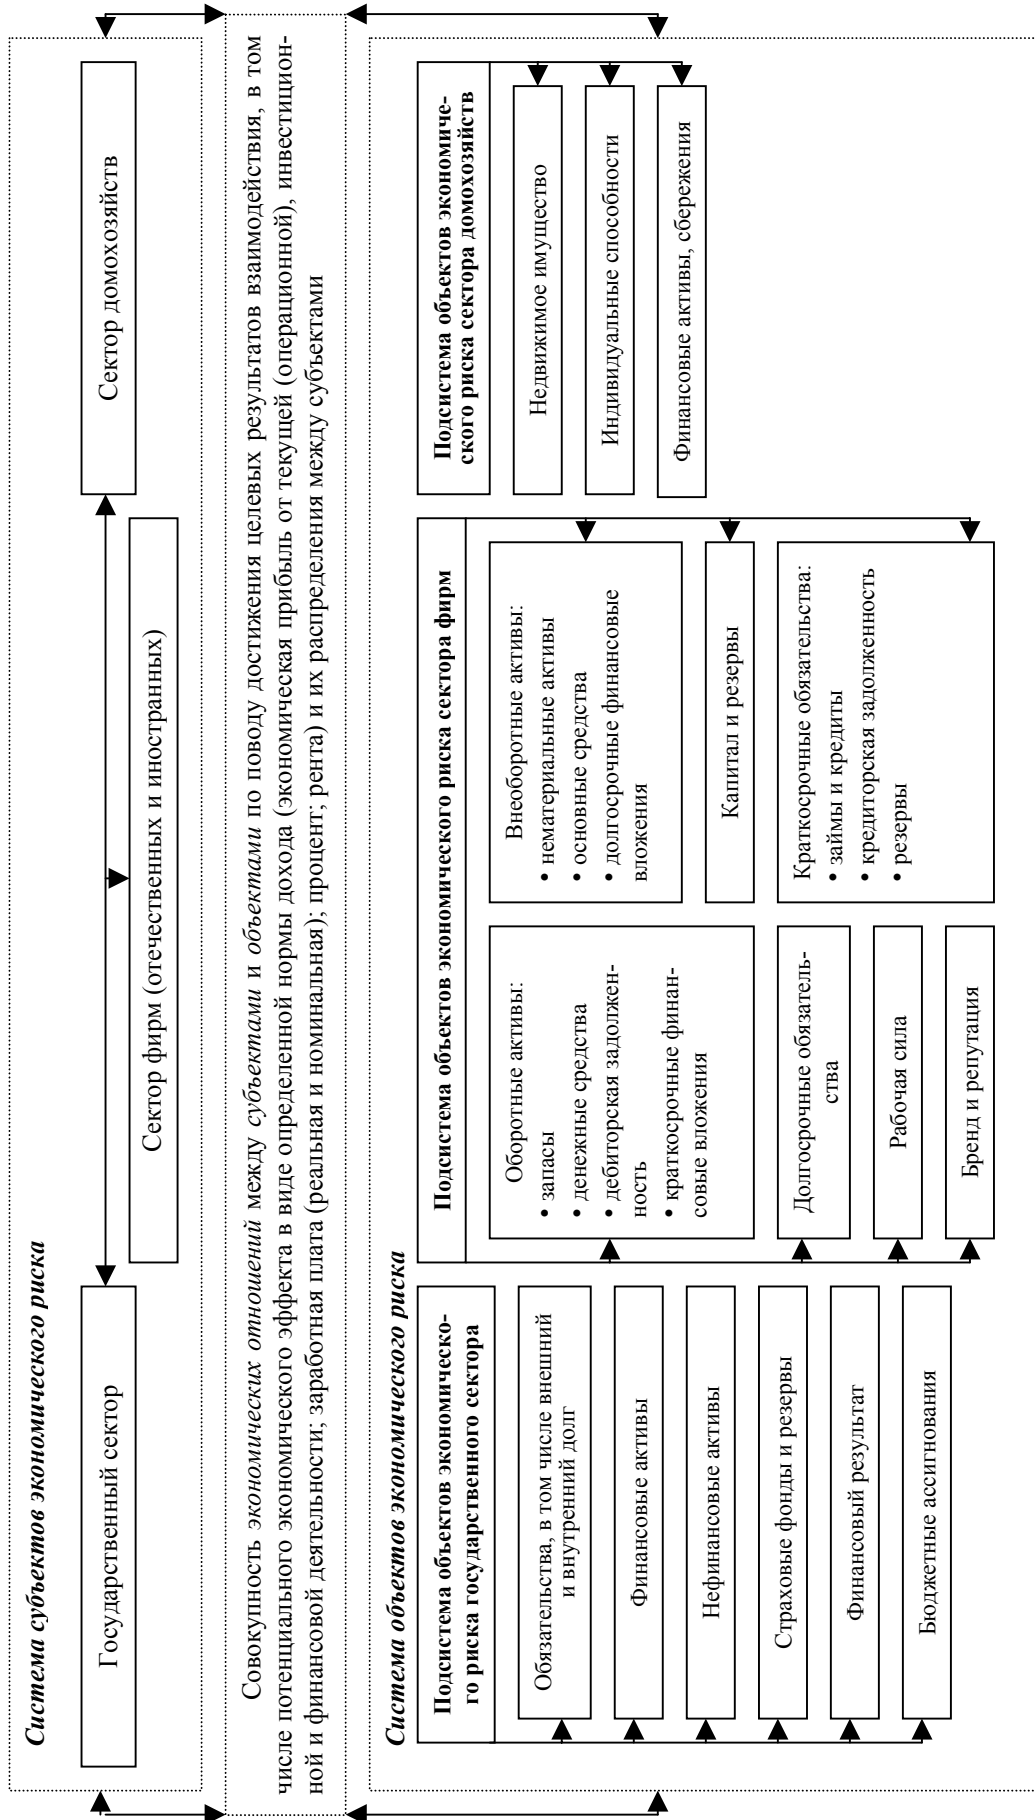 Система субъектов экономического риска
Государственный сектор
Сектор фирм (отечественных и иностранных)
Сектор домохозяйств
Совокупность экономических отношений между субъектами и объектами по поводу достижения целевых результатов взаимодействия, в том
числе потенциального экономического эффекта в виде определенной нормы дохода (экономическая прибыль от текущей (операционной), инвестицион-
ной и финансовой деятельности; заработная плата (реальная и номинальная); процент; рента) и их распределения между субъектами
Система объектов экономического риска
Подсистема объектов экономическо-
го риска государственного сектора
Обязательства, в том числе внешний
и внутренний долг
Финансовые активы
Нефинансовые активы
Страховые фонды и резервы
Финансовый результат
Бюджетные ассигнования
Подсистема объектов экономического риска сектора фирм
Оборотные активы:
• запасы
• денежные средства
• дебиторская задолжен-
ность
• краткосрочные финан-
совые вложения
Долгосрочные обязатель-
ства
Рабочая сила
Бренд и репутация
Внеоборотные активы:
• нематериальные активы
• основные средства
• долгосрочные финансовые
вложения
Капитал и резервы
Краткосрочные обязательства:
• займы и кредиты
• кредиторская задолженность
• резервы
Подсистема объектов экономиче-
ского риска сектора домохозяйств
Недвижимое имущество
Индивидуальные способности
Финансовые активы, сбережения